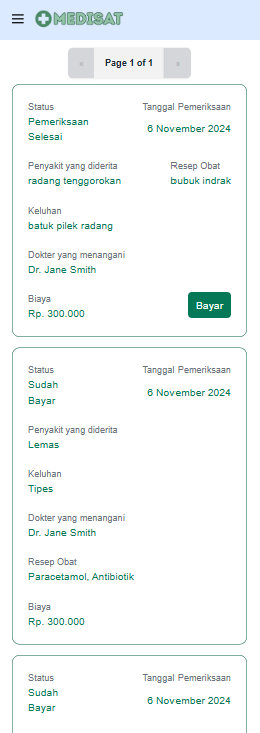 MEDISAT
« Page 1 of 1 »
Status Tanggal Pemeriksaan
Pemeriksaan
Selesai 6 November 2024
Penyakit yang diderita Resep Obat
radang tenggorokan bubuk indrak
Keluhan
batuk pilek radang
Dokter yang menangani
Dr. Jane Smith
Biaya
Rp. 300.000 Bayar
Status Tanggal Pemeriksaan
Sudah
Bayar 6 November 2024
Penyakit yang diderita
Lemas
Keluhan
Tipes
Dokter yang menangani
Dr. Jane Smith
Resep Obat
Paracetamol, Antibiotik
Biaya
Rp. 300.000
Status Tanggal Pemeriksaan
Sudah
Bayar 6 November 2024